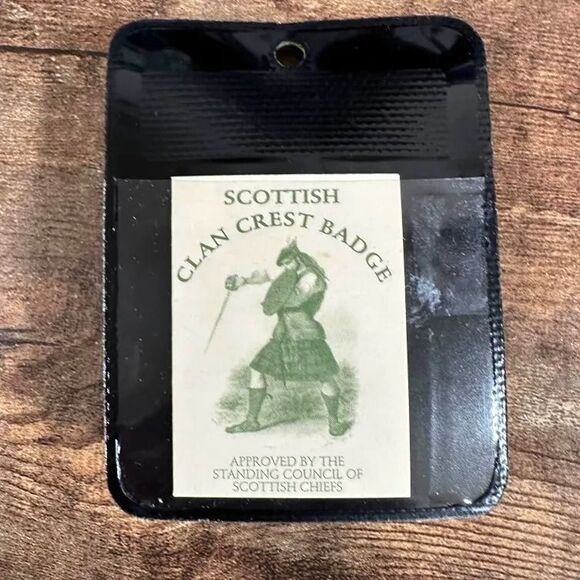 SCOTTISH
CLAN CREST BADGE
APPROVED BY THE
STANDING COUNCIL OF
SCOTTISH CHIEFS